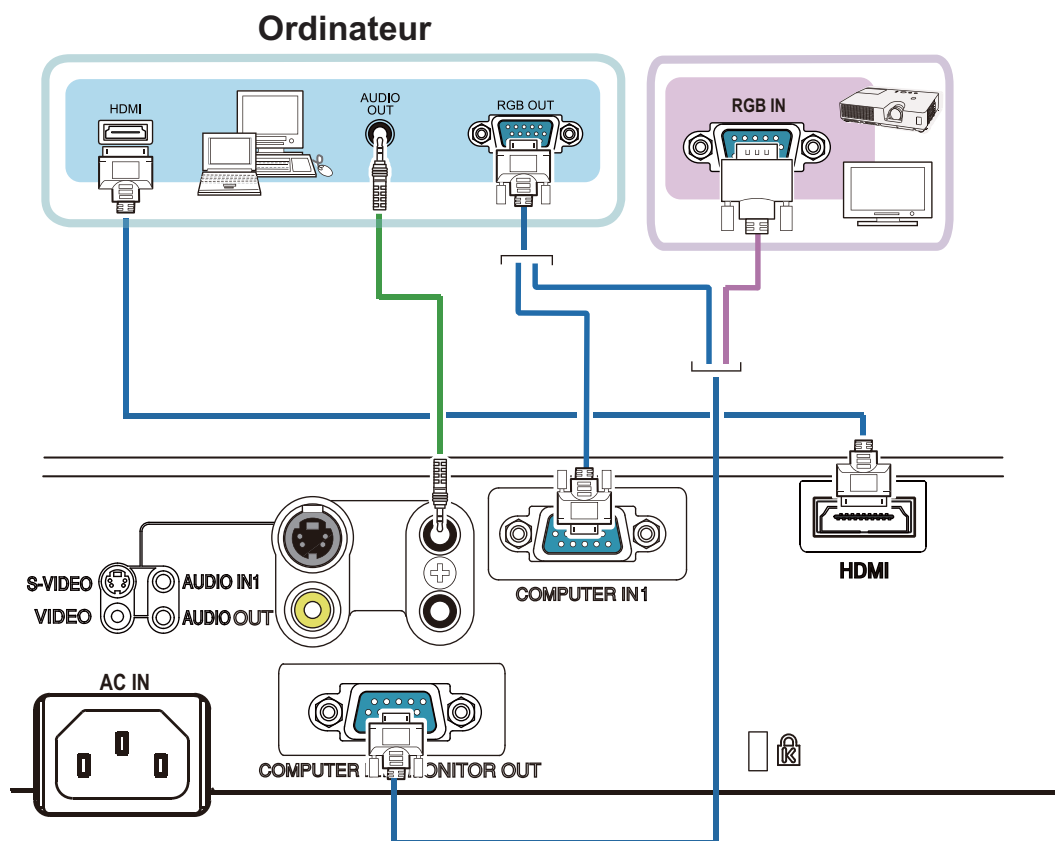 Ordinateur
HDMI
AUDIO
OUT
RGB OUT
RGB IN
S-VIDEO
AUDIO IN1
VIDEO
AUDIO OUT
COMPUTER IN1
HDMI
AC IN
COMPUTER MONITOR OUT
K